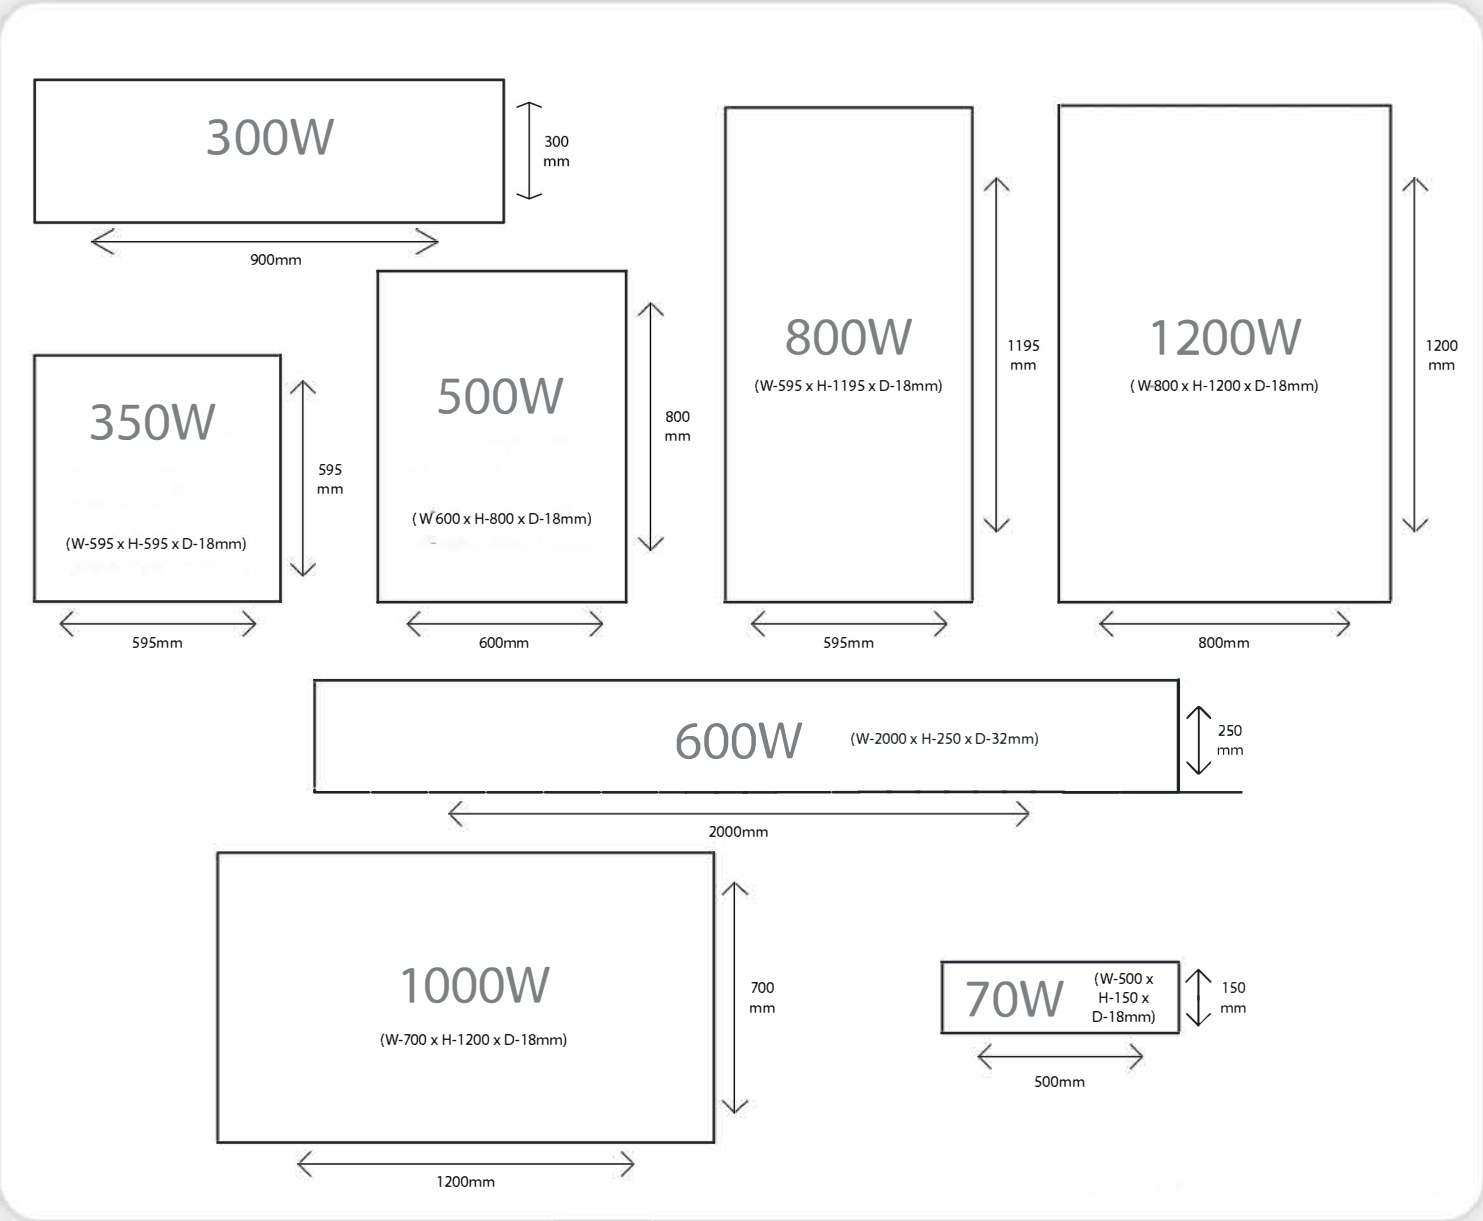 300W
300
mm
900mm
350W
(W-595 x H-595 x D-18mm)
595
mm
595mm
500W
(W 600 x H-800 x D-18mm)
800
mm
600mm
800W
(W-595 x H-1195 x D-18mm)
1195
mm
595mm
1200W
(W-800 x H-1200 x D-18mm)
1200
mm
800mm
600W
(W-2000 x H-250 x D-32mm)
250
mm
2000mm
1000W
(W-700 x H-1200 x D-18mm)
700
mm
1200mm
70W
(W-500 x
H-150 x
D-18mm)
150
mm
500mm